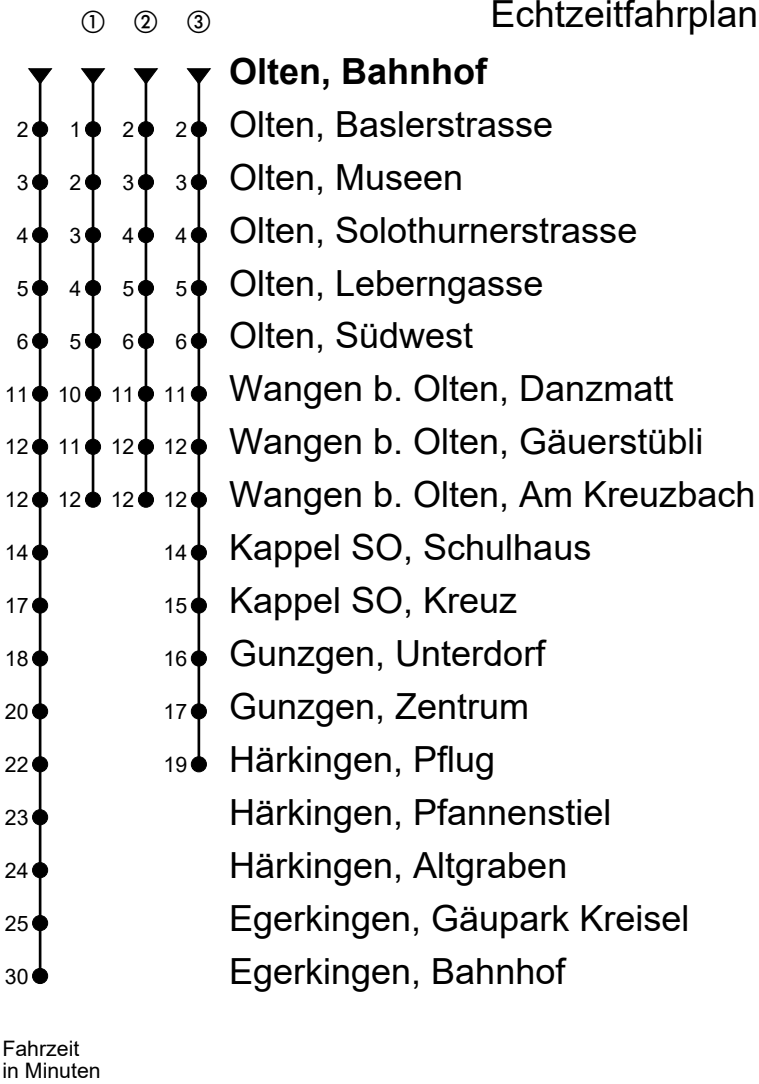 Echtzeitfahrplan
① ② ③
Olten, Bahnhof
2 1 2 2 Olten, Baslerstrasse
3 2 3 3 Olten, Museen
4 3 4 4 Olten, Solothurnerstrasse
5 4 5 5 Olten, Leberngasse
6 5 6 6 Olten, Südwest
11 10 11 11 Wangen b. Olten, Danzmatt
12 11 12 12 Wangen b. Olten, Gäuerstübli
12 12 12 12 Wangen b. Olten, Am Kreuzbach
14 14 Kappel SO, Schulhaus
17 15 Kappel SO, Kreuz
18 16 Gunzgen, Unterdorf
20 17 Gunzgen, Zentrum
22 19 Härkingen, Pflug
23 Härkingen, Pfannenstiel
24 Härkingen, Altgraben
25 Egerkingen, Gäupark Kreisel
30 Egerkingen, Bahnhof
Fahrzeit
in Minuten